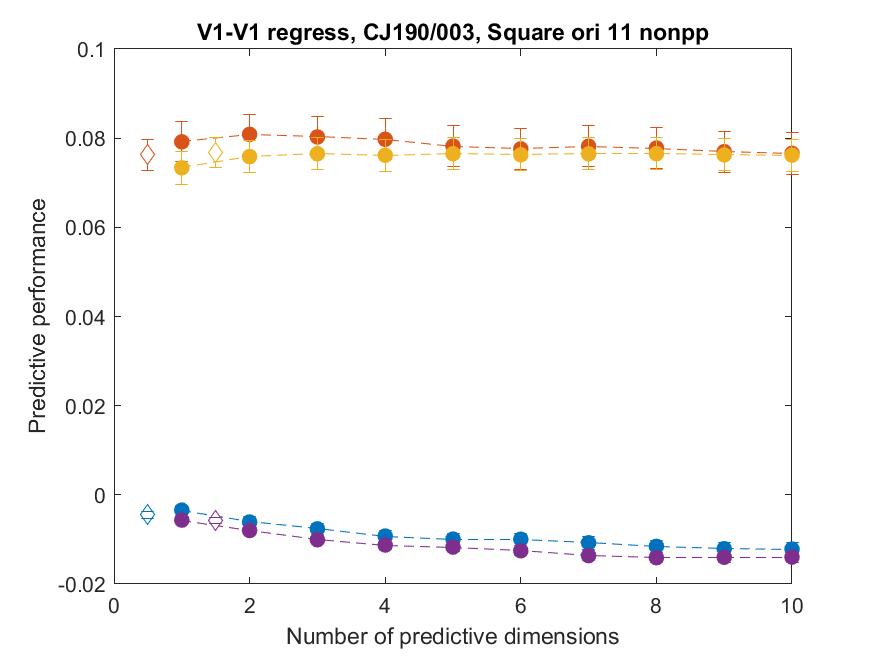 V1-V1 regress, CJ190/003, Square ori 11 nonpp
0.1
0.08
0.06
0.04
0.02
0
-0.02
Predictive performance
0 2 4 6 8 10
Number of predictive dimensions